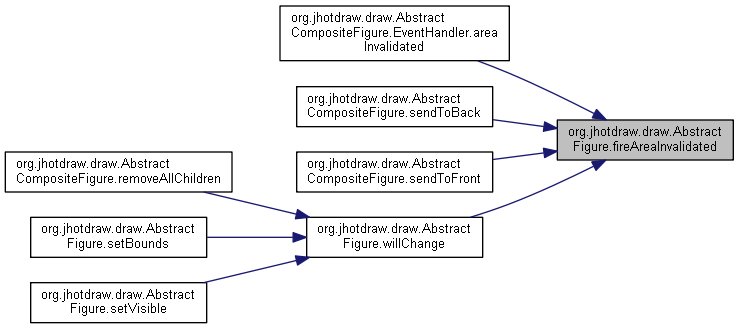 org.jhotdraw.draw.Abstract
CompositeFigure.EventHandler.area
Invalidated
org.jhotdraw.draw.Abstract
CompositeFigure.sendToBack
org.jhotdraw.draw.Abstract
Figure.fireAreaInvalidated
org.jhotdraw.draw.Abstract
CompositeFigure.removeAllChildren
org.jhotdraw.draw.Abstract
CompositeFigure.sendToFront
org.jhotdraw.draw.Abstract
Figure.setBounds
org.jhotdraw.draw.Abstract
Figure.willChange
org.jhotdraw.draw.Abstract
Figure.setVisible